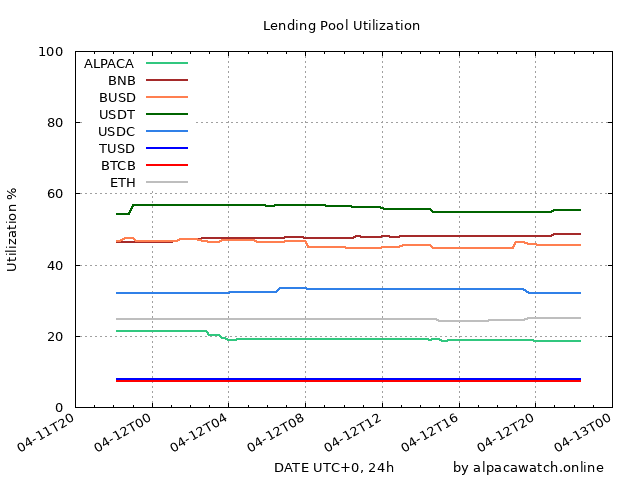 Lending Pool Utilization
100
80
60
40
20
0
Utilization %
ALPACA
BNB
BUSD
USDT
USDC
TUSD
BTCB
ETH
04-11T20
04-12T00
04-12T04
04-12T08
04-12T12
04-12T16
04-12T20
04-13T00
DATE UTC+0, 24h
by alpacawatch.online